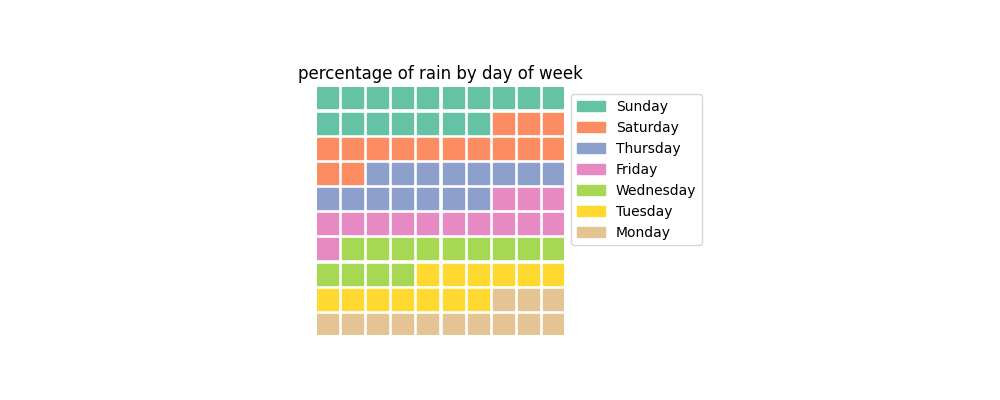 percentage of rain by day of week
Sunday
Saturday
Thursday
Friday
Wednesday
Tuesday
Monday